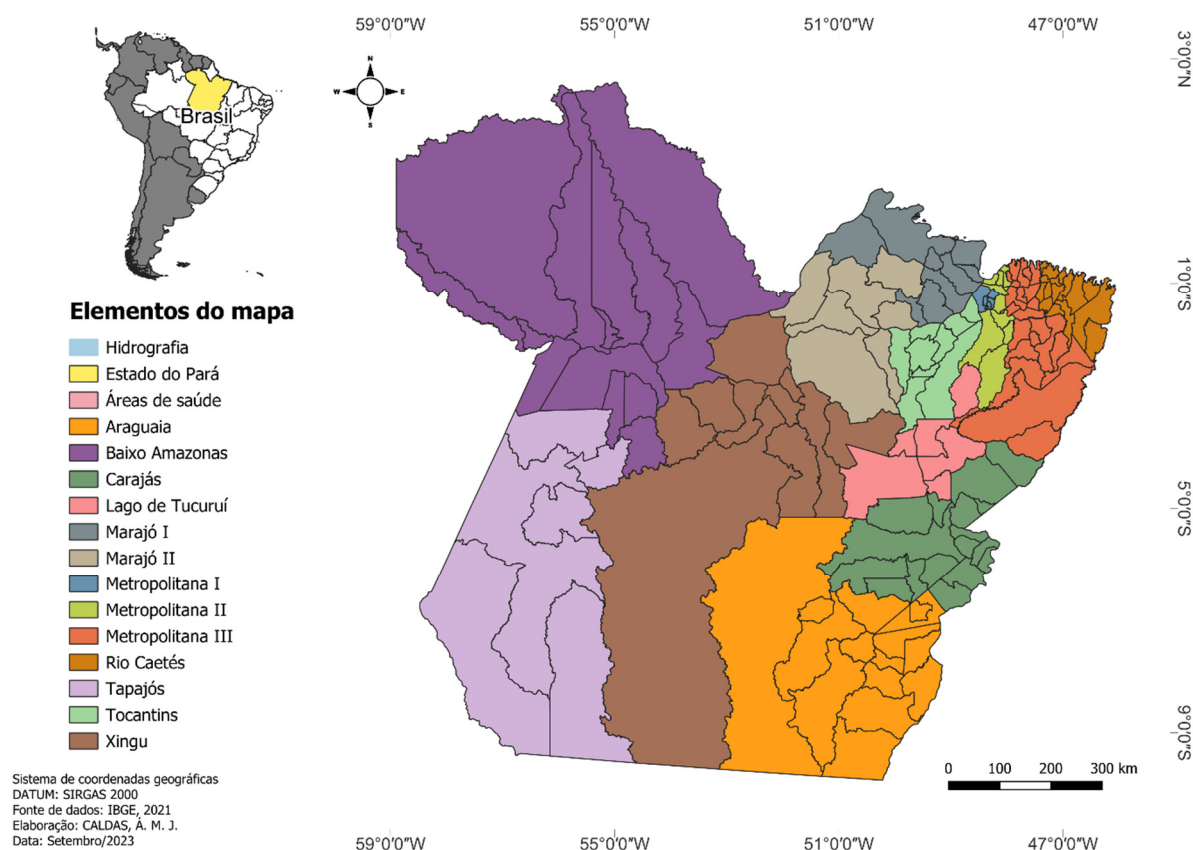 59°0'0"W 55°0'0"W 51°0'0"W 47°0'0"W
3°0'0"N
N
W E
S
Brasil
1°0'0"S
Elementos do mapa
Hidrografia
Estado do Pará
Áreas de saúde
Araguaia
Baixo Amazonas
Carajás
Lago de Tucuruí
Marajó I
Marajó II
Metropolitana I
Metropolitana II
Metropolitana III
Rio Caetés
Tapajós
Tocantins
Xingu
5°0'0"S
9°0'0"S
0 100 200 300 km
Sistema de coordenadas geográficas
DATUM: SIRGAS 2000
Fonte de dados: IBGE, 2021
Elaboração: CALDAS, Á. M. J.
Data: Setembro/2023
59°0'0"W 55°0'0"W 51°0'0"W 47°0'0"W